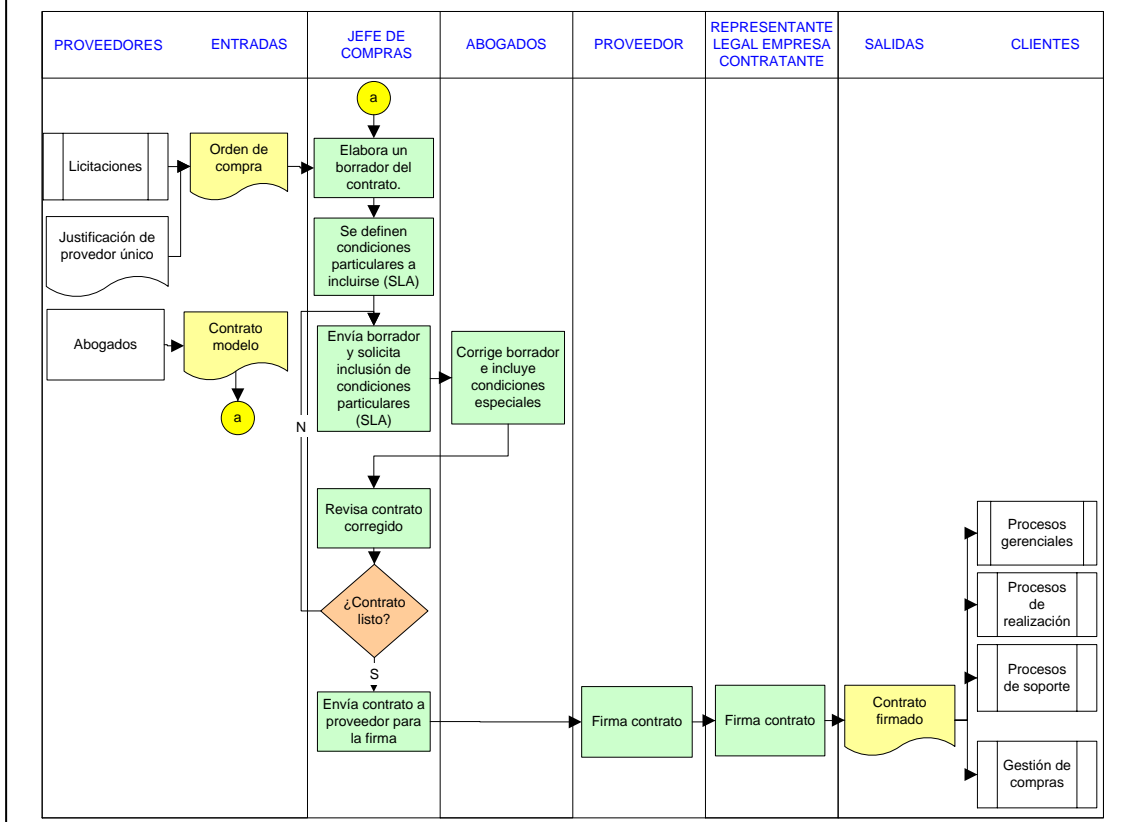 PROVEEDORES
ENTRADAS
JEFE DE
COMPRAS
ABOGADOS
PROVEEDOR
REPRESENTANTE
LEGAL EMPRESA
CONTRATANTE
SALIDAS
CLIENTES
a
Licitaciones
Orden de
compra
Elabora un
borrador del
contrato.
Justificación de
provedor único
Se definen
condiciones
particulares a
incluirse (SLA)
Abogados
Contrato
modelo
a
Envía borrador
y solicita
inclusión de
condiciones
particulares
(SLA)
Corrige borrador
e incluye
condiciones
especiales
N
Revisa contrato
corregido
¿Contrato
listo?
S
Envía contrato a
proveedor para
la firma
Firma contrato
Firma contrato
Contrato
firmado
Procesos
gerenciales
Procesos
de
realización
Procesos
de soporte
Gestión de
compras